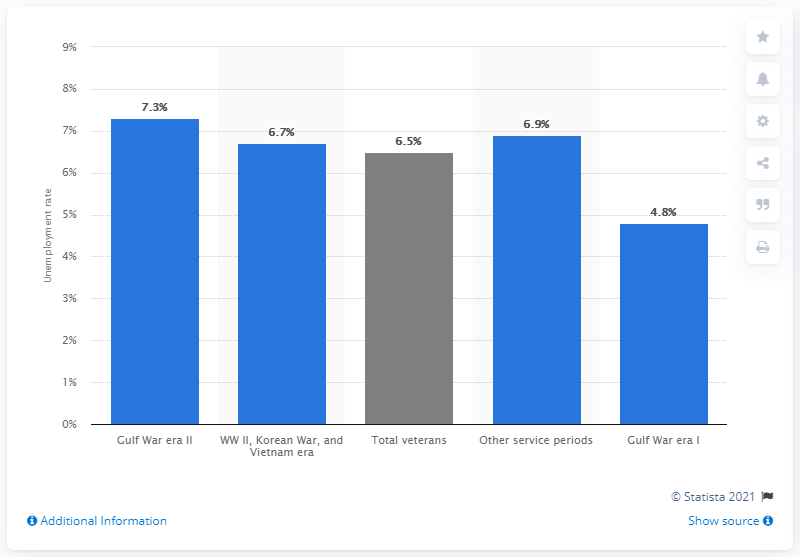 9%
8%
7%
6%
5%
4%
3%
2%
1%
0%
Unemployment rate
7.3%
6.7%
6.5%
6.9%
4.8%
Gulf War era II
WW II, Korean War, and
Vietnam era
Total veterans
Other service periods
Gulf War era I
© Statista 2021
Additional Information
Show source